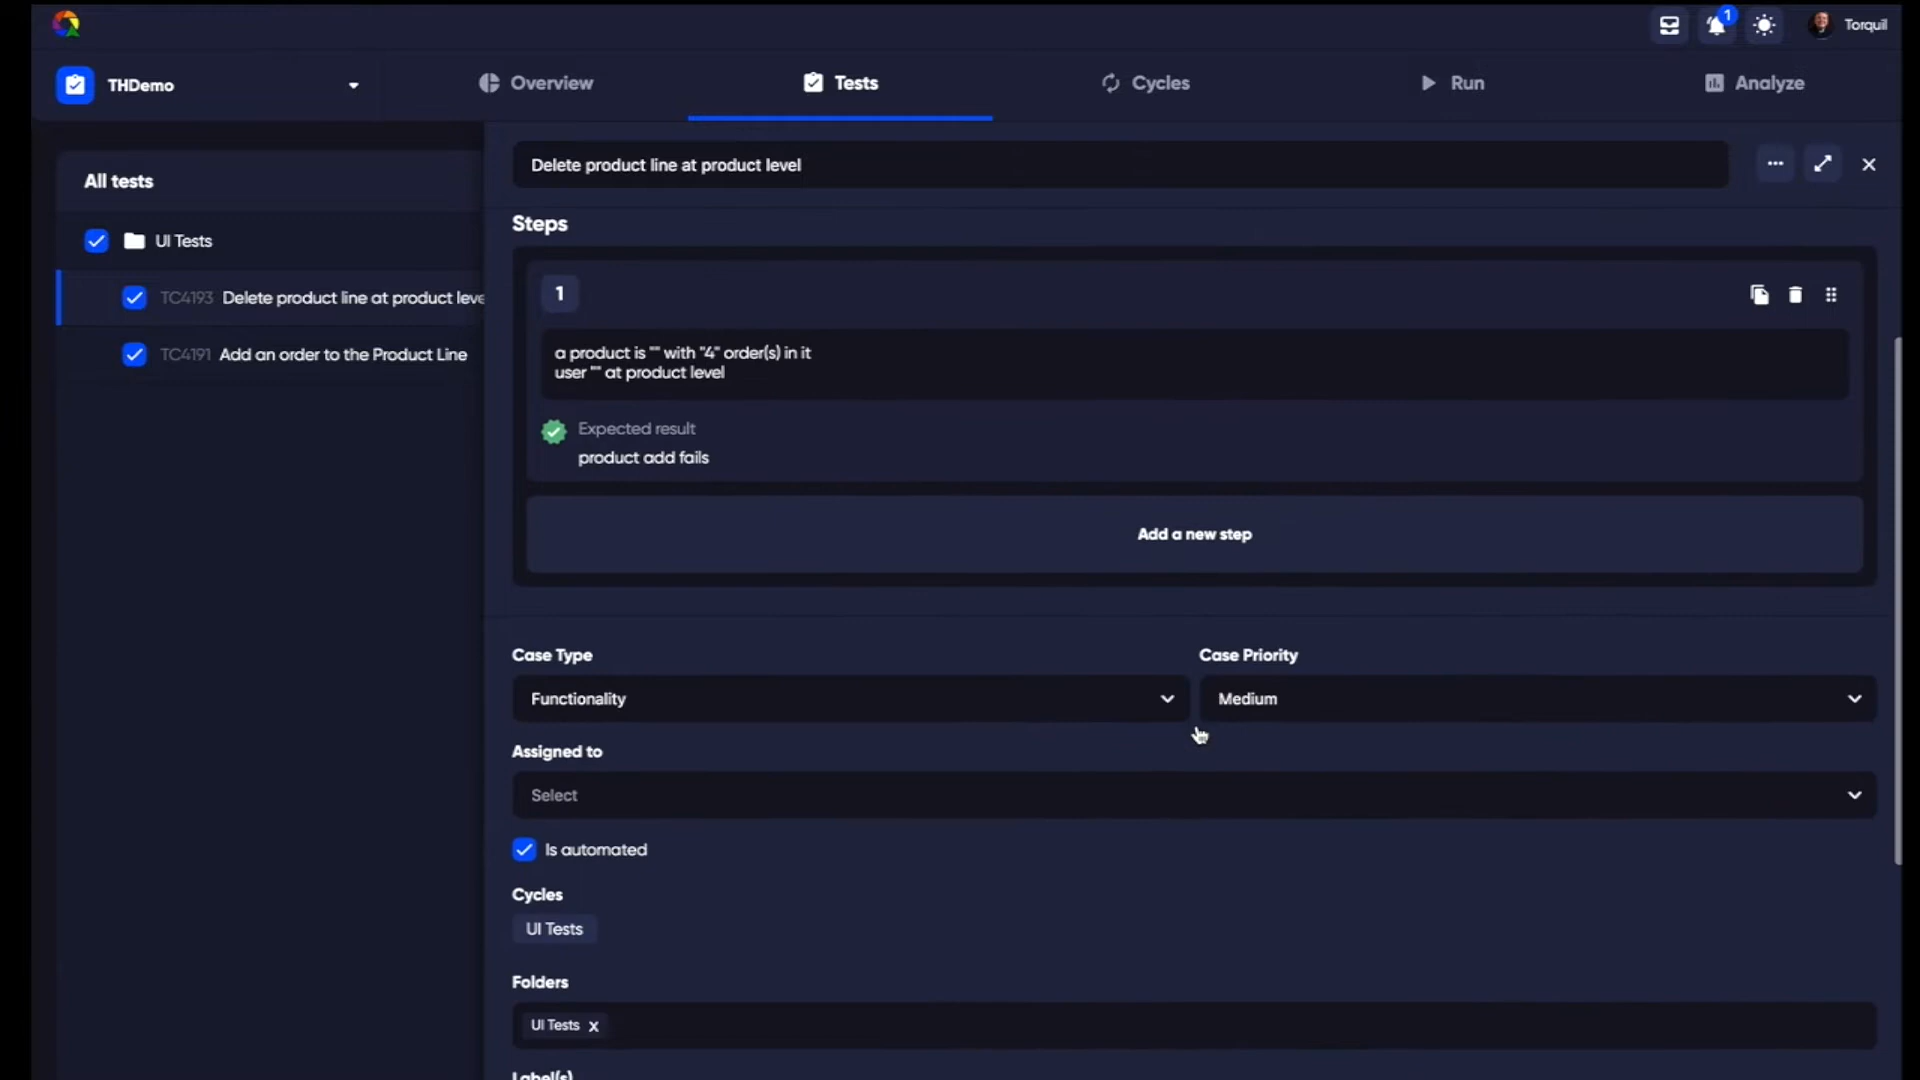 1
Torquil
THDemo
Overview
Tests
Cycles
Run
Analyze
All tests
Delete product line at product level
UI Tests
Steps
TC4193 Delete product line at product leve
1
TC4191 Add an order to the Product Line
a product is "" with "4" order(s) in it
user "" at product level
Expected result
product add fails
Add a new step
Case Type
Case Priority
Functionality
Medium
Assigned to
Select
Is automated
Cycles
UI Tests
Folders
UI Tests x
Label(s)